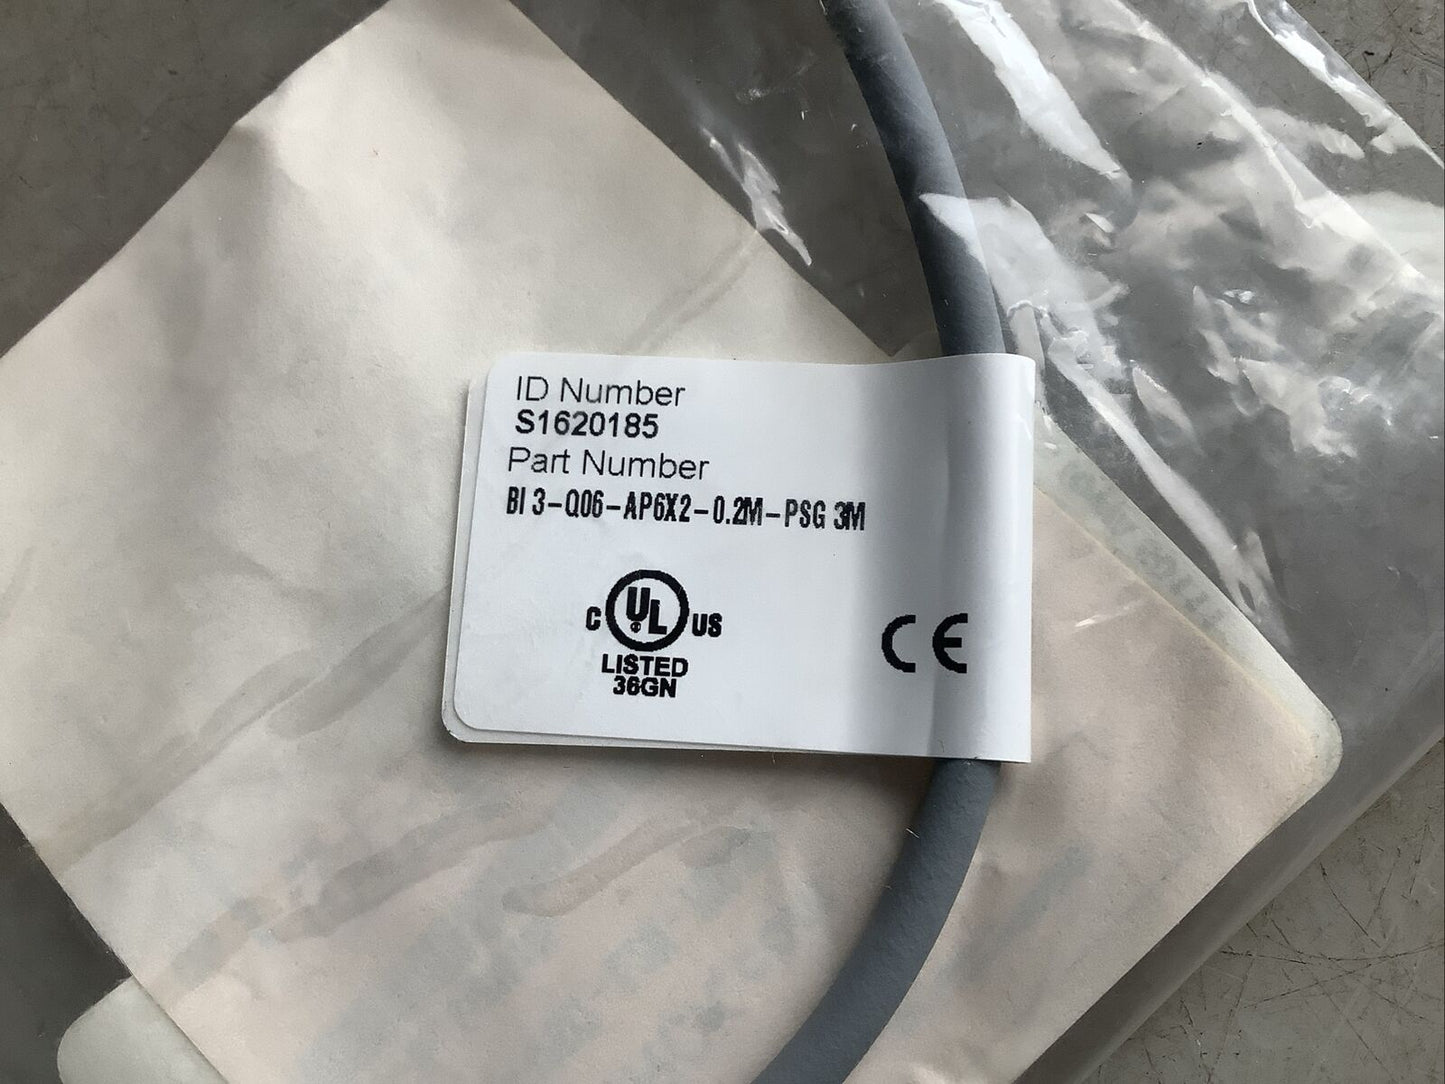 ID Number
S1620185
Part Number
BI 3-Q06-AP6X2-0.2M-PSG 3M
C UL US
LISTED
36GN
CE